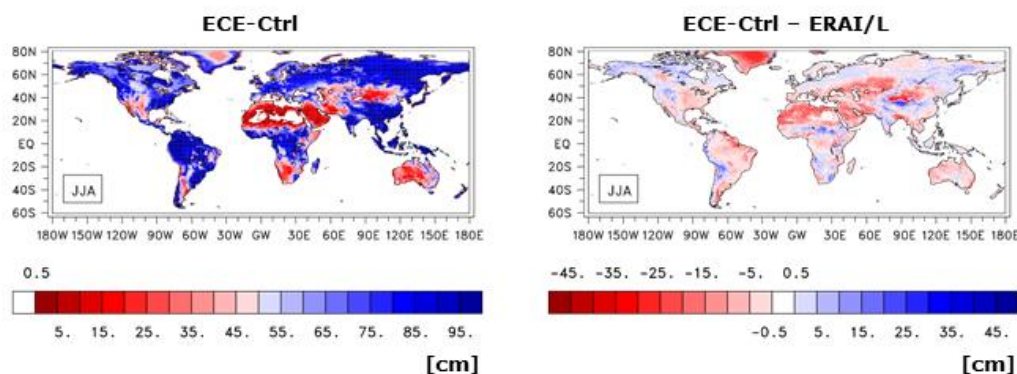 ECE-Ctrl
80N
60N
40N
20N
EQ
20S
40S
60S
JJA
180W 150W 120W 90W 60W 30W GW 30E 60E 90E 120E 150E 180E
0.5
5. 15. 25. 35. 45. 55. 65. 75. 85. 95.
[cm]
ECE-Ctrl – ERAI/L
80N
60N
40N
20N
EQ
20S
40S
60S
JJA
180W 150W 120W 90W 60W 30W GW 30E 60E 90E 120E 150E 180E
-45. -35. -25. -15. -5. 0.5
-0.5 5. 15. 25. 35. 45.
[cm]